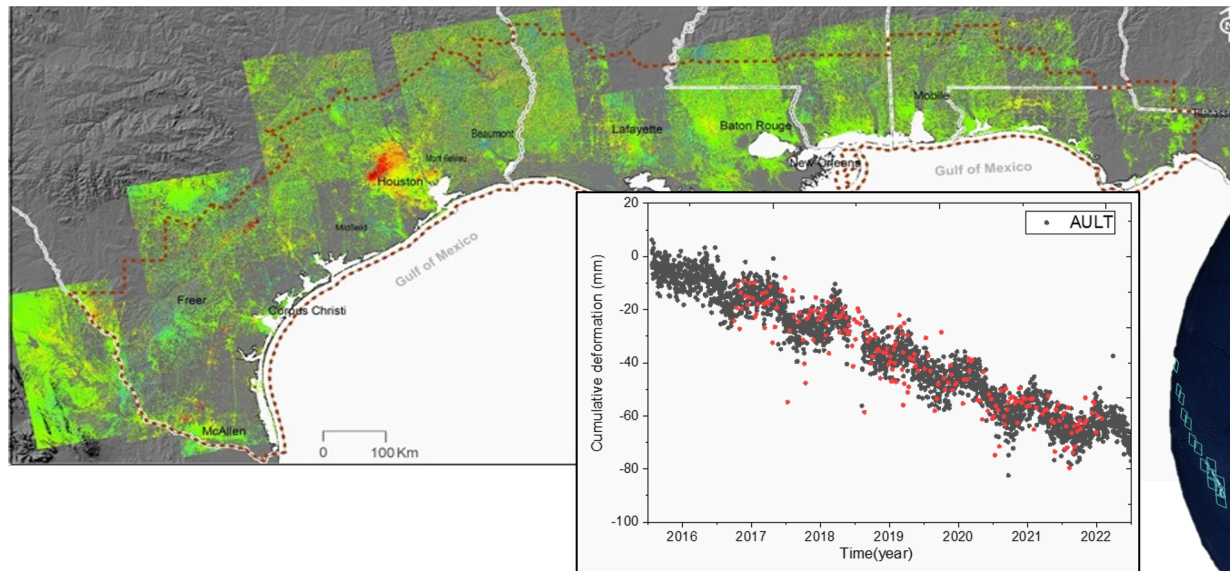 Mobile
Beaumont
Lafayette
Baton Rouge
New Orleans
Houston
Gulf of Mexico
Midfield
Gulf of Mexico
Freer
Corpus Christi
McAllen
0
100 Km
20
0
-20
-40
-60
-80
-100
Cumulative deformation (mm)
AULT
2016 2017 2018 2019 2020 2021 2022
Time(year)